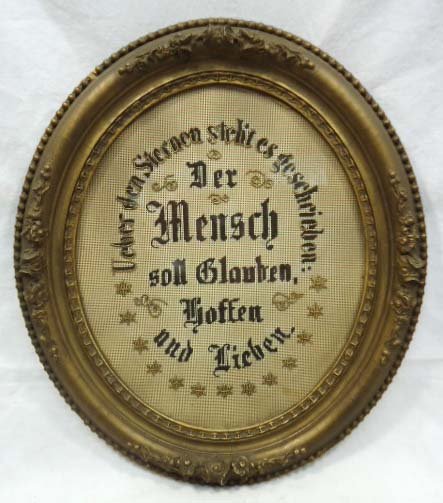 Ueber den Sternen steht es geschrieben:
Der
Mensch
soll Glauben,
Hoffen
und Lieben.